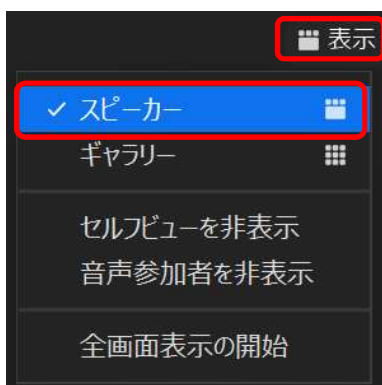 表示
スピーカー
ギャラリー
セルフビューを非表示
音声参加者を非表示
全画面表示の開始